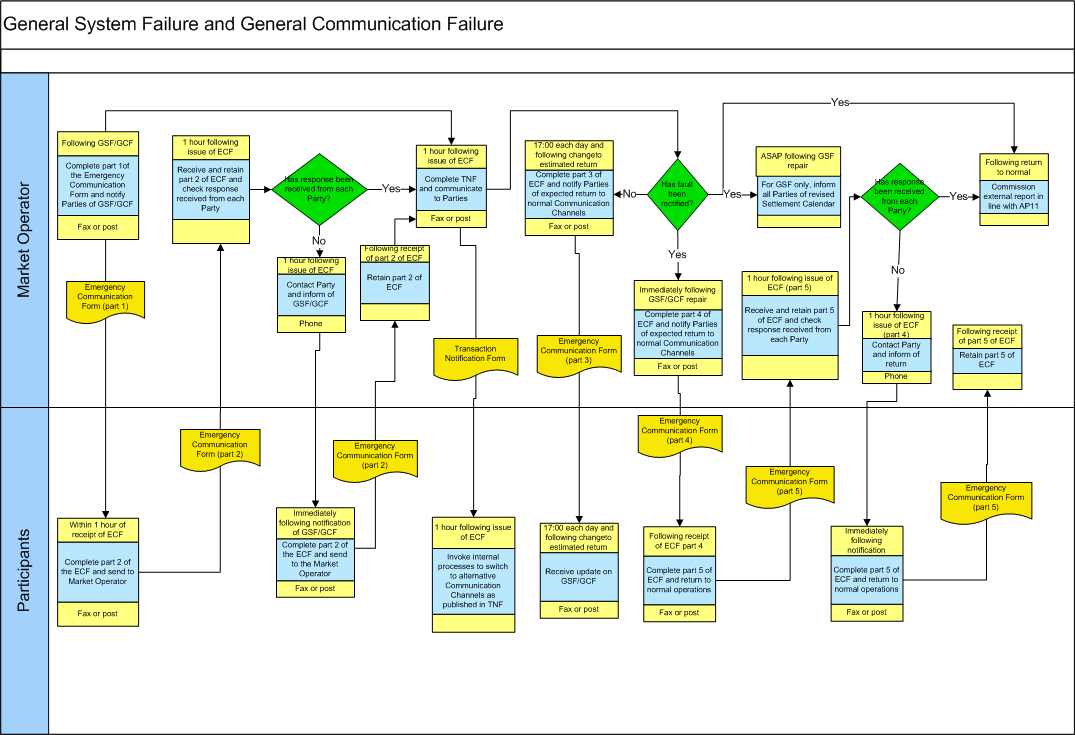 General System Failure and General Communication Failure
Market Operator
Following GSF/GCF
Complete part 1of
the Emergency
Communication
Form and notify
Parties of GSF/GCF
Fax or post
Emergency
Communication
Form (part 1)
1 hour following
issue of ECF
Receive and retain
part 2 of ECF and
check response
received from each
Party
Has response been
received from each
Party?
Yes
No
1 hour following
issue of ECF
Contact Party
and inform of
GSF/GCF
Phone
Following receipt
of part 2 of ECF
Retain part 2 of
ECF
1 hour following
issue of ECF
Complete TNF
and communicate
to Parties
Fax or post
Transaction
Notification Form
17:00 each day and
following changeto
estimated return
Complete part 3 of
ECF and notify Parties
of expected return to
normal Communication
Channels
Fax or post
Emergency
Communication Form
(part 3)
No
Has fault
been
rectified?
Yes
Yes
Yes
Immediately following
GSF/GCF repair
Complete part 4 of
ECF and notify Parties
of expected return to
normal Communication
Channels
Fax or post
ASAP following GSF
repair
For GSF only, inform
all Parties of revised
Settlement Calendar
1 hour following issue of
ECF (part 5)
Receive and retain part 5
of ECF and check
response received from
each Party
Has response
been received from
each Party?
Yes
No
1 hour following
issue of ECF
(part 4)
Contact Party
and inform of
return
Phone
Following return
to normal
Commission
external report in
line with AP11
Following receipt
of part 5 of ECF
Retain part 5 of
ECF
Participants
Emergency
Communication
Form (part 2)
Within 1 hour of
receipt of ECF
Complete part 2 of
the ECF and send to
Market Operator
Fax or post
Emergency
Communication Form
(part 2)
Immediately
following notification
of GSF/GCF
Complete part 2 of
the ECF and send
to the Market
Operator
Fax or post
1 hour following issue
of ECF
Invoke internal
processes to switch
to alternative
Communication
Channels as
published in TNF
17:00 each day and
following changeto
estimated return
Receive update on
GSF/GCF
Fax or post
Emergency
Communication Form
(part 4)
Following receipt
of ECF part 4
Complete part 5 of
ECF and return to
normal operations
Fax or post
Emergency
Communication Form
(part 5)
Immediately
following
notification
Complete part 5 of
ECF and return to
normal operations
Fax or post
Emergency
Communication Form
(part 5)